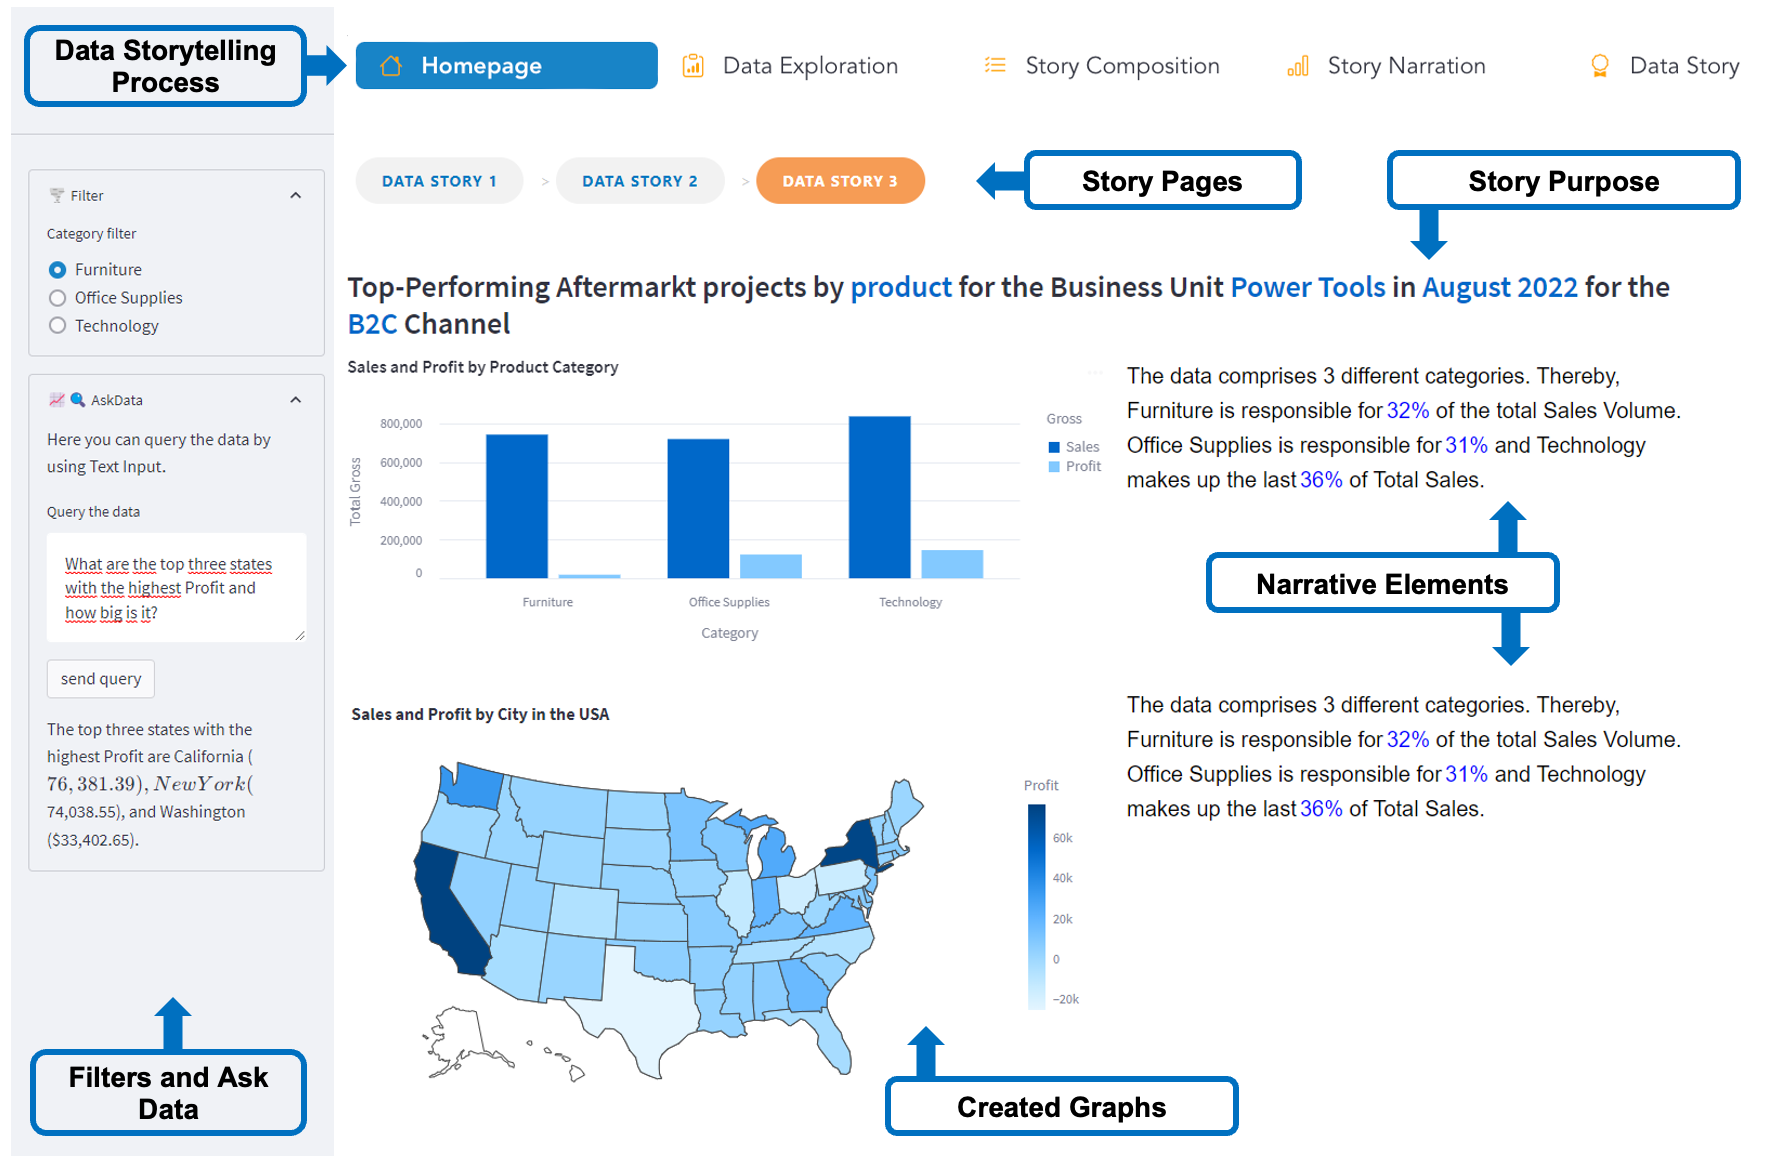 Data Storytelling
Process
Homepage
Data Exploration
Story Composition
Story Narration
Data Story
DATA STORY 1
>
DATA STORY 2
>
DATA STORY 3
Story Pages
Story Purpose
Filter
Category filter
Furniture
Office Supplies
Technology
AskData
Here you can query the data by
using Text Input.
Query the data
What are the top three states
with the highest Profit and
how big is it?
send query
The top three states with the
highest Profit are California (
76, 381.39), NewYork(
74,038.55), and Washington
($33,402.65).
Filters and Ask
Data
Top-Performing Aftermarkt projects by product for the Business Unit Power Tools in August 2022 for the
B2C Channel
Sales and Profit by Product Category
Total Gross
800,000
600,000
400,000
200,000
0
Furniture
Office Supplies
Technology
Category
Gross
Sales
Profit
The data comprises 3 different categories. Thereby,
Furniture is responsible for 32% of the total Sales Volume.
Office Supplies is responsible for 31% and Technology
makes up the last 36% of Total Sales.
Narrative Elements
Sales and Profit by City in the USA
Profit
60k
40k
20k
0
−20k
The data comprises 3 different categories. Thereby,
Furniture is responsible for 32% of the total Sales Volume.
Office Supplies is responsible for 31% and Technology
makes up the last 36% of Total Sales.
Created Graphs